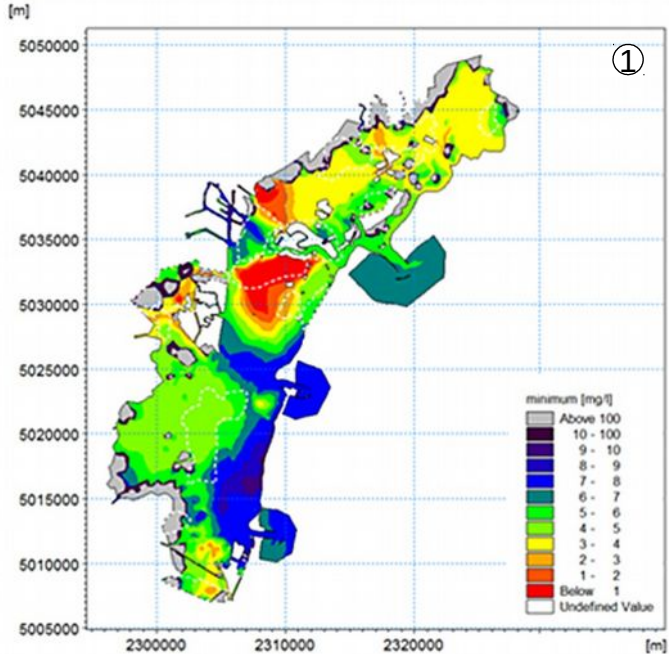 [m]
①
5050000
5045000
5040000
5035000
5030000
5025000
5020000
5015000
5010000
5005000
minimum [mg/l]
Above 100
10 - 100
9 - 10
8 - 9
7 - 8
6 - 7
5 - 6
4 - 5
3 - 4
2 - 3
1 - 2
Below 1
Undefined Value
2300000 2310000 2320000 [m]